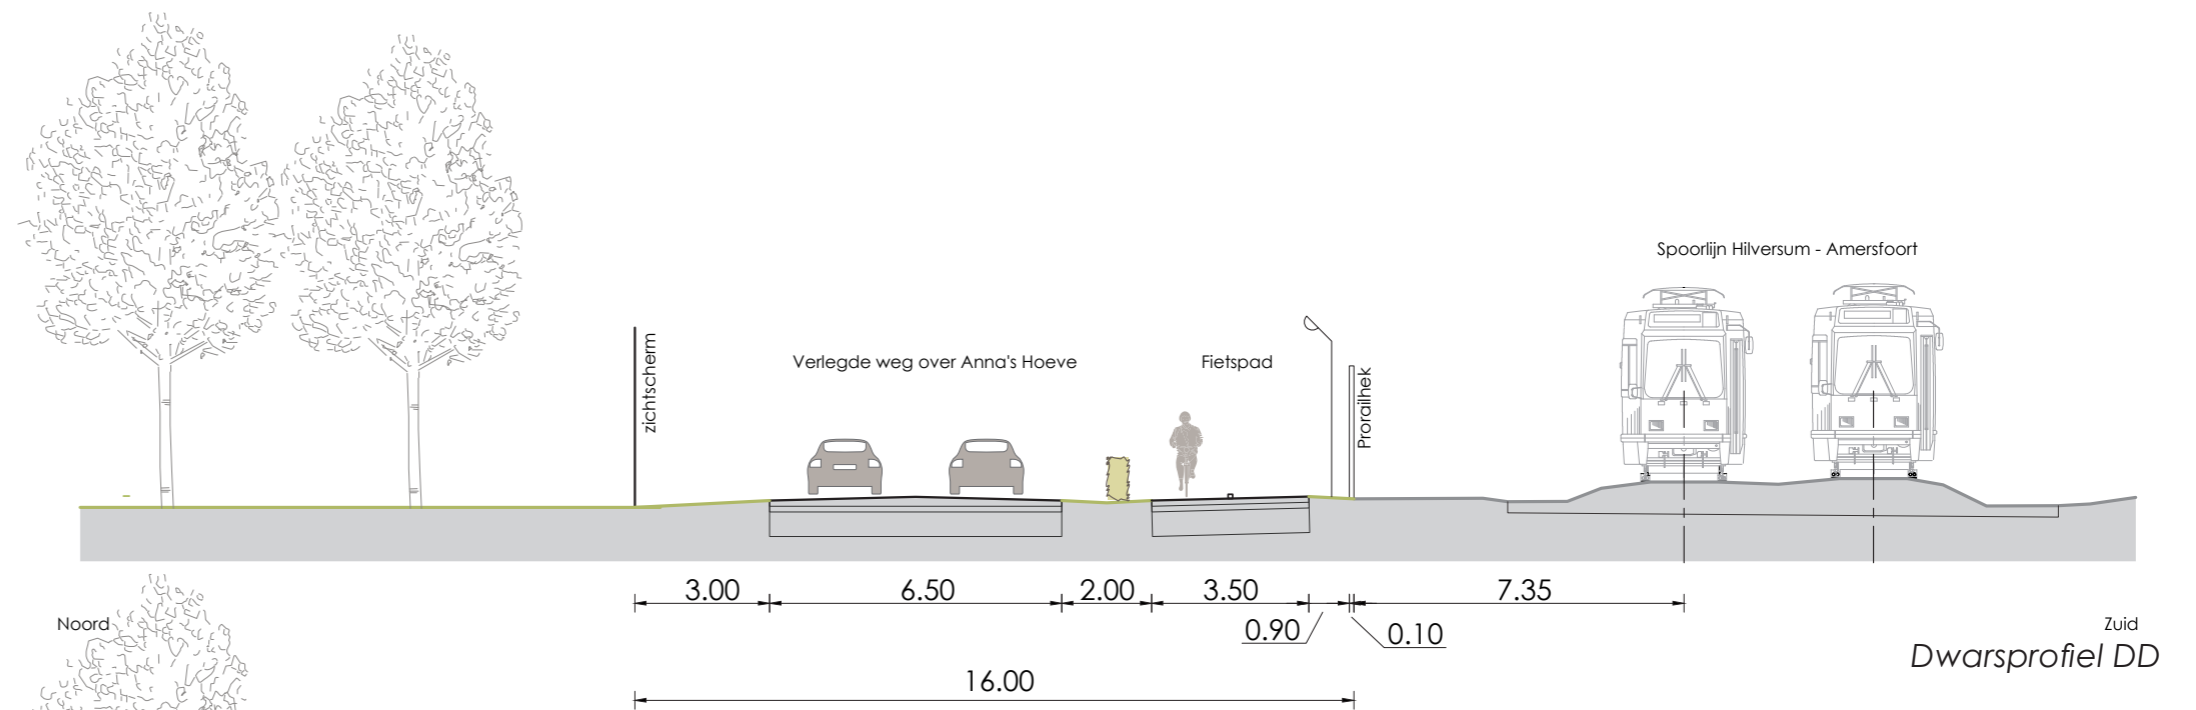 Spoorlijn Hilversum - Amersfoort
zichtscherm
Verlegde weg over Anna's Hoeve
Fietspad
Prorailhek
3.00
6.50
2.00
3.50
7.35
0.90
0.10
Noord
Zuid
Dwarsprofiel DD
16.00